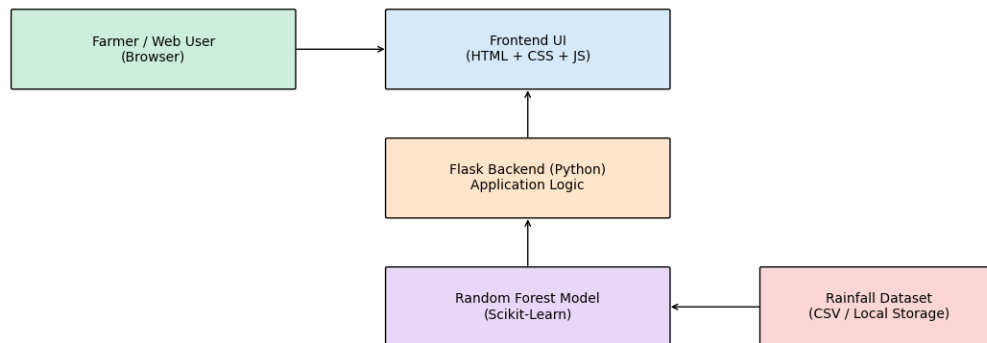 Farmer / Web User
(Browser)
Frontend UI
(HTML + CSS + JS)
Flask Backend (Python)
Application Logic
Random Forest Model
(Scikit-Learn)
Rainfall Dataset
(CSV / Local Storage)